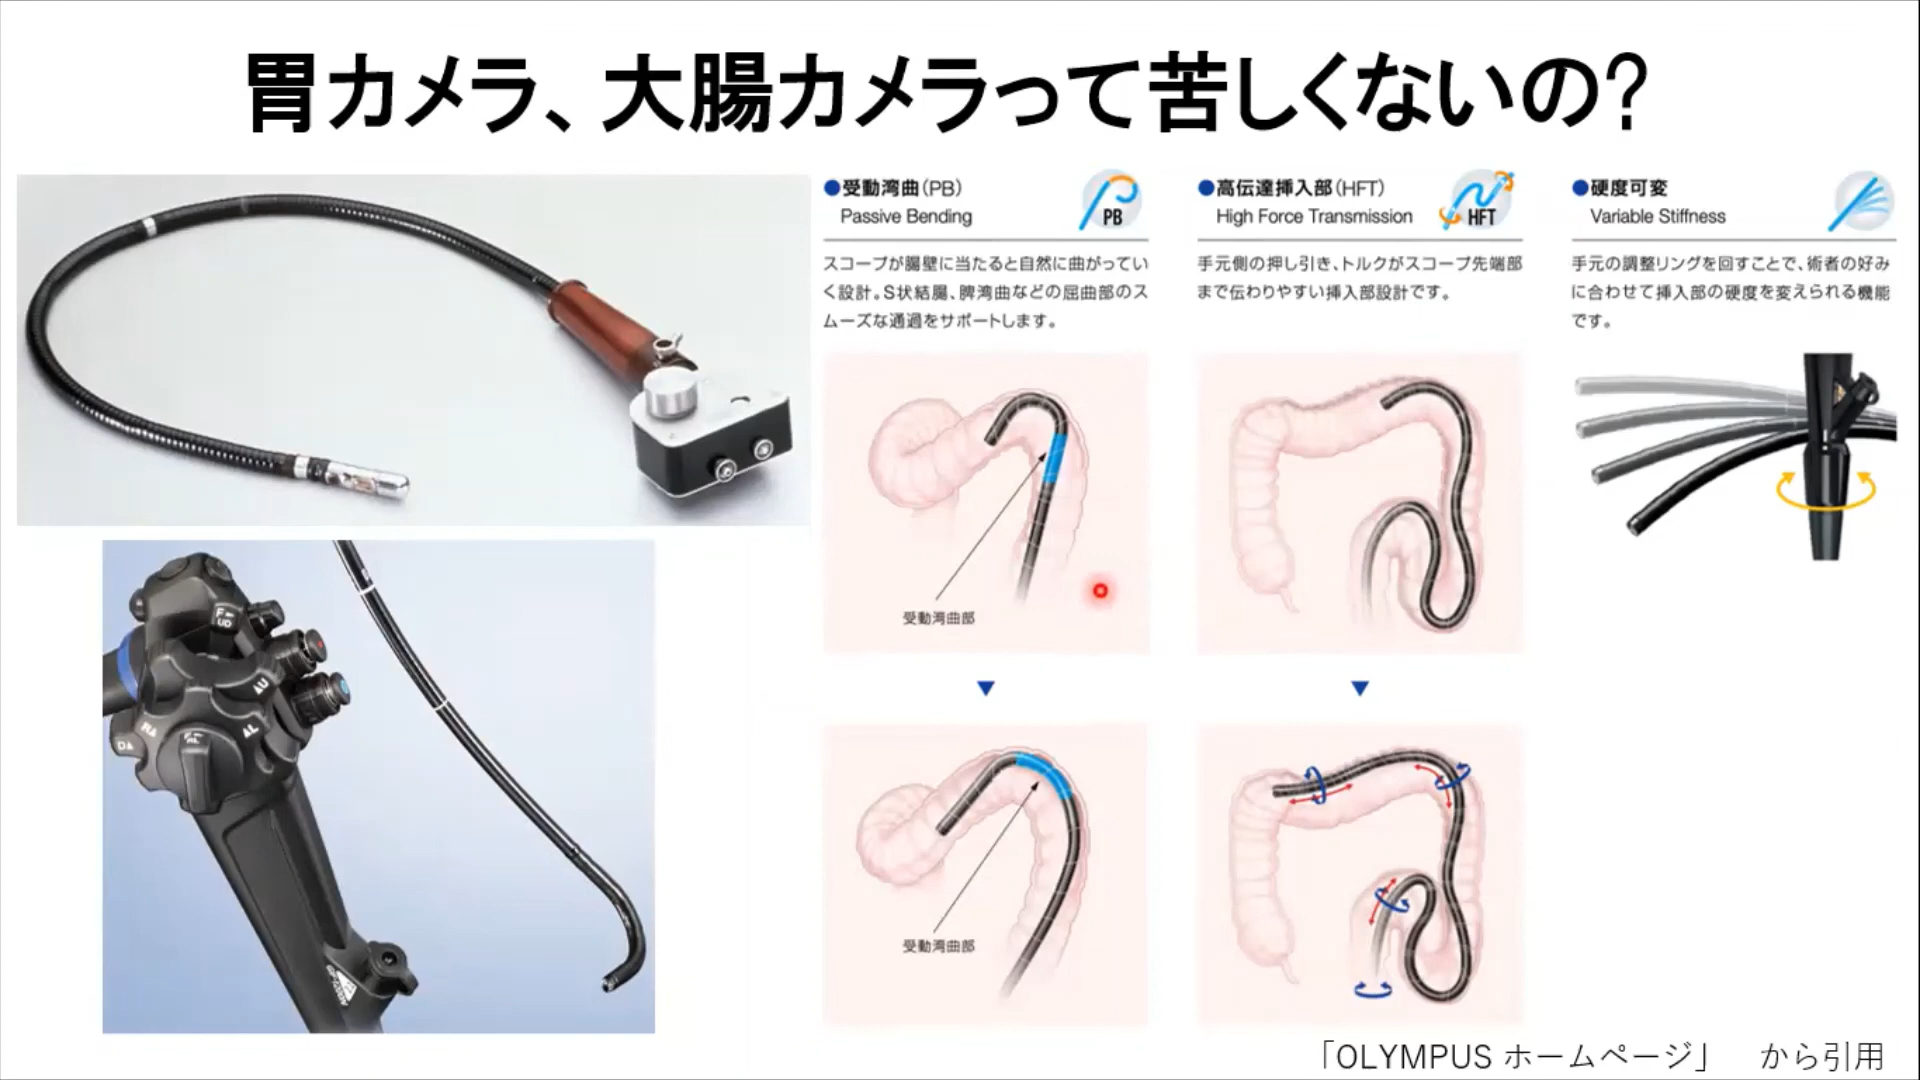 胃カメラ、大腸カメラって苦しくないの?
●受動湾曲(PB)
Passive Bending
PB
スコープが腸壁に当たると自然に曲がってい
く設計。S状結腸、脾湾曲などの屈曲部のス
ムーズな通過をサポートします。
受動湾曲部
受動湾曲部
●高伝達挿入部(HFT)
High Force Transmission
HFT
手元側の押し引き、トルクがスコープ先端部
まで伝わりやすい挿入部設計です。
●硬度可変
Variable Stiffness
手元の調整リングを回すことで、術者の好み
に合わせて挿入部の硬度を変えられる機能
です。
F
UD
▲U
R▲
▲L
D▲
「OLYMPUS ホームページ」 から引用